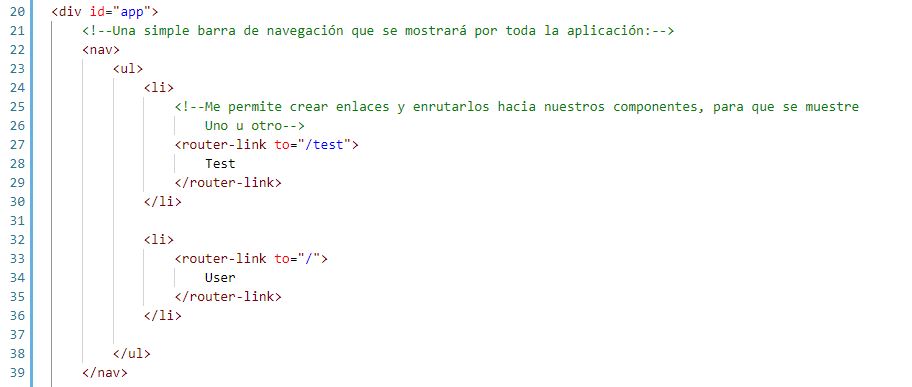 20 <div id="app">
21 <!--Una simple barra de navegación que se mostrará por toda la aplicación:-->
22 <nav>
23 <ul>
24 <li>
25 <!--Me permite crear enlaces y enrutarlos hacia nuestros componentes, para que se muestre
26 Uno u otro-->
27 <router-link to="/test">
28 Test
29 </router-link>
30 </li>
31
32 <li>
33 <router-link to="/">
34 User
35 </router-link>
36 </li>
37
38 </ul>
39 </nav>